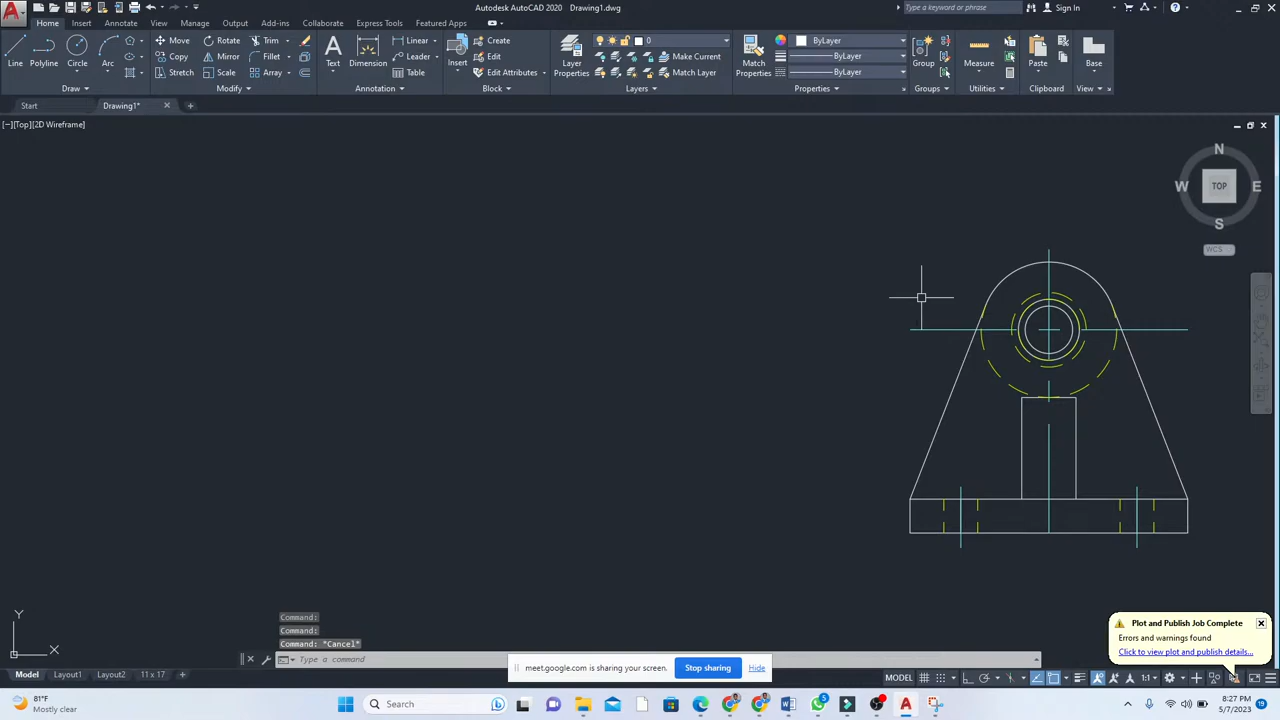 Autodesk AutoCAD 2020 Drawing1.dwg
Type a keyword or phrase
Sign In
Home Insert Annotate View Manage Output Add-ins Collaborate Express Tools Featured Apps
Line Polyline Circle Arc
Move Rotate Trim
Copy Mirror Fillet
Stretch Scale Array
Text Dimension
Linear
Leader
Table
Insert
Create
Edit
Edit Attributes
Layer Properties
0
Make Current
Match Layer
Match Properties
ByLayer
ByLayer
ByLayer
Group
Measure
Paste
Base
Draw Modify Annotation Block Layers Properties Groups Utilities Clipboard View
Start Drawing1* +
[−][Top][2D Wireframe]
N
W TOP E
S
WCS
Y
X
Command:
Command:
Command: *Cancel*
Type a command
Plot and Publish Job Complete
Errors and warnings found
Click to view plot and publish details...
meet.google.com is sharing your screen. Stop sharing Hide
Model Layout1 Layout2 11 x 17 +
MODEL 1:1
81°F
Mostly clear
Search
5
8:27 PM
5/7/2023
19